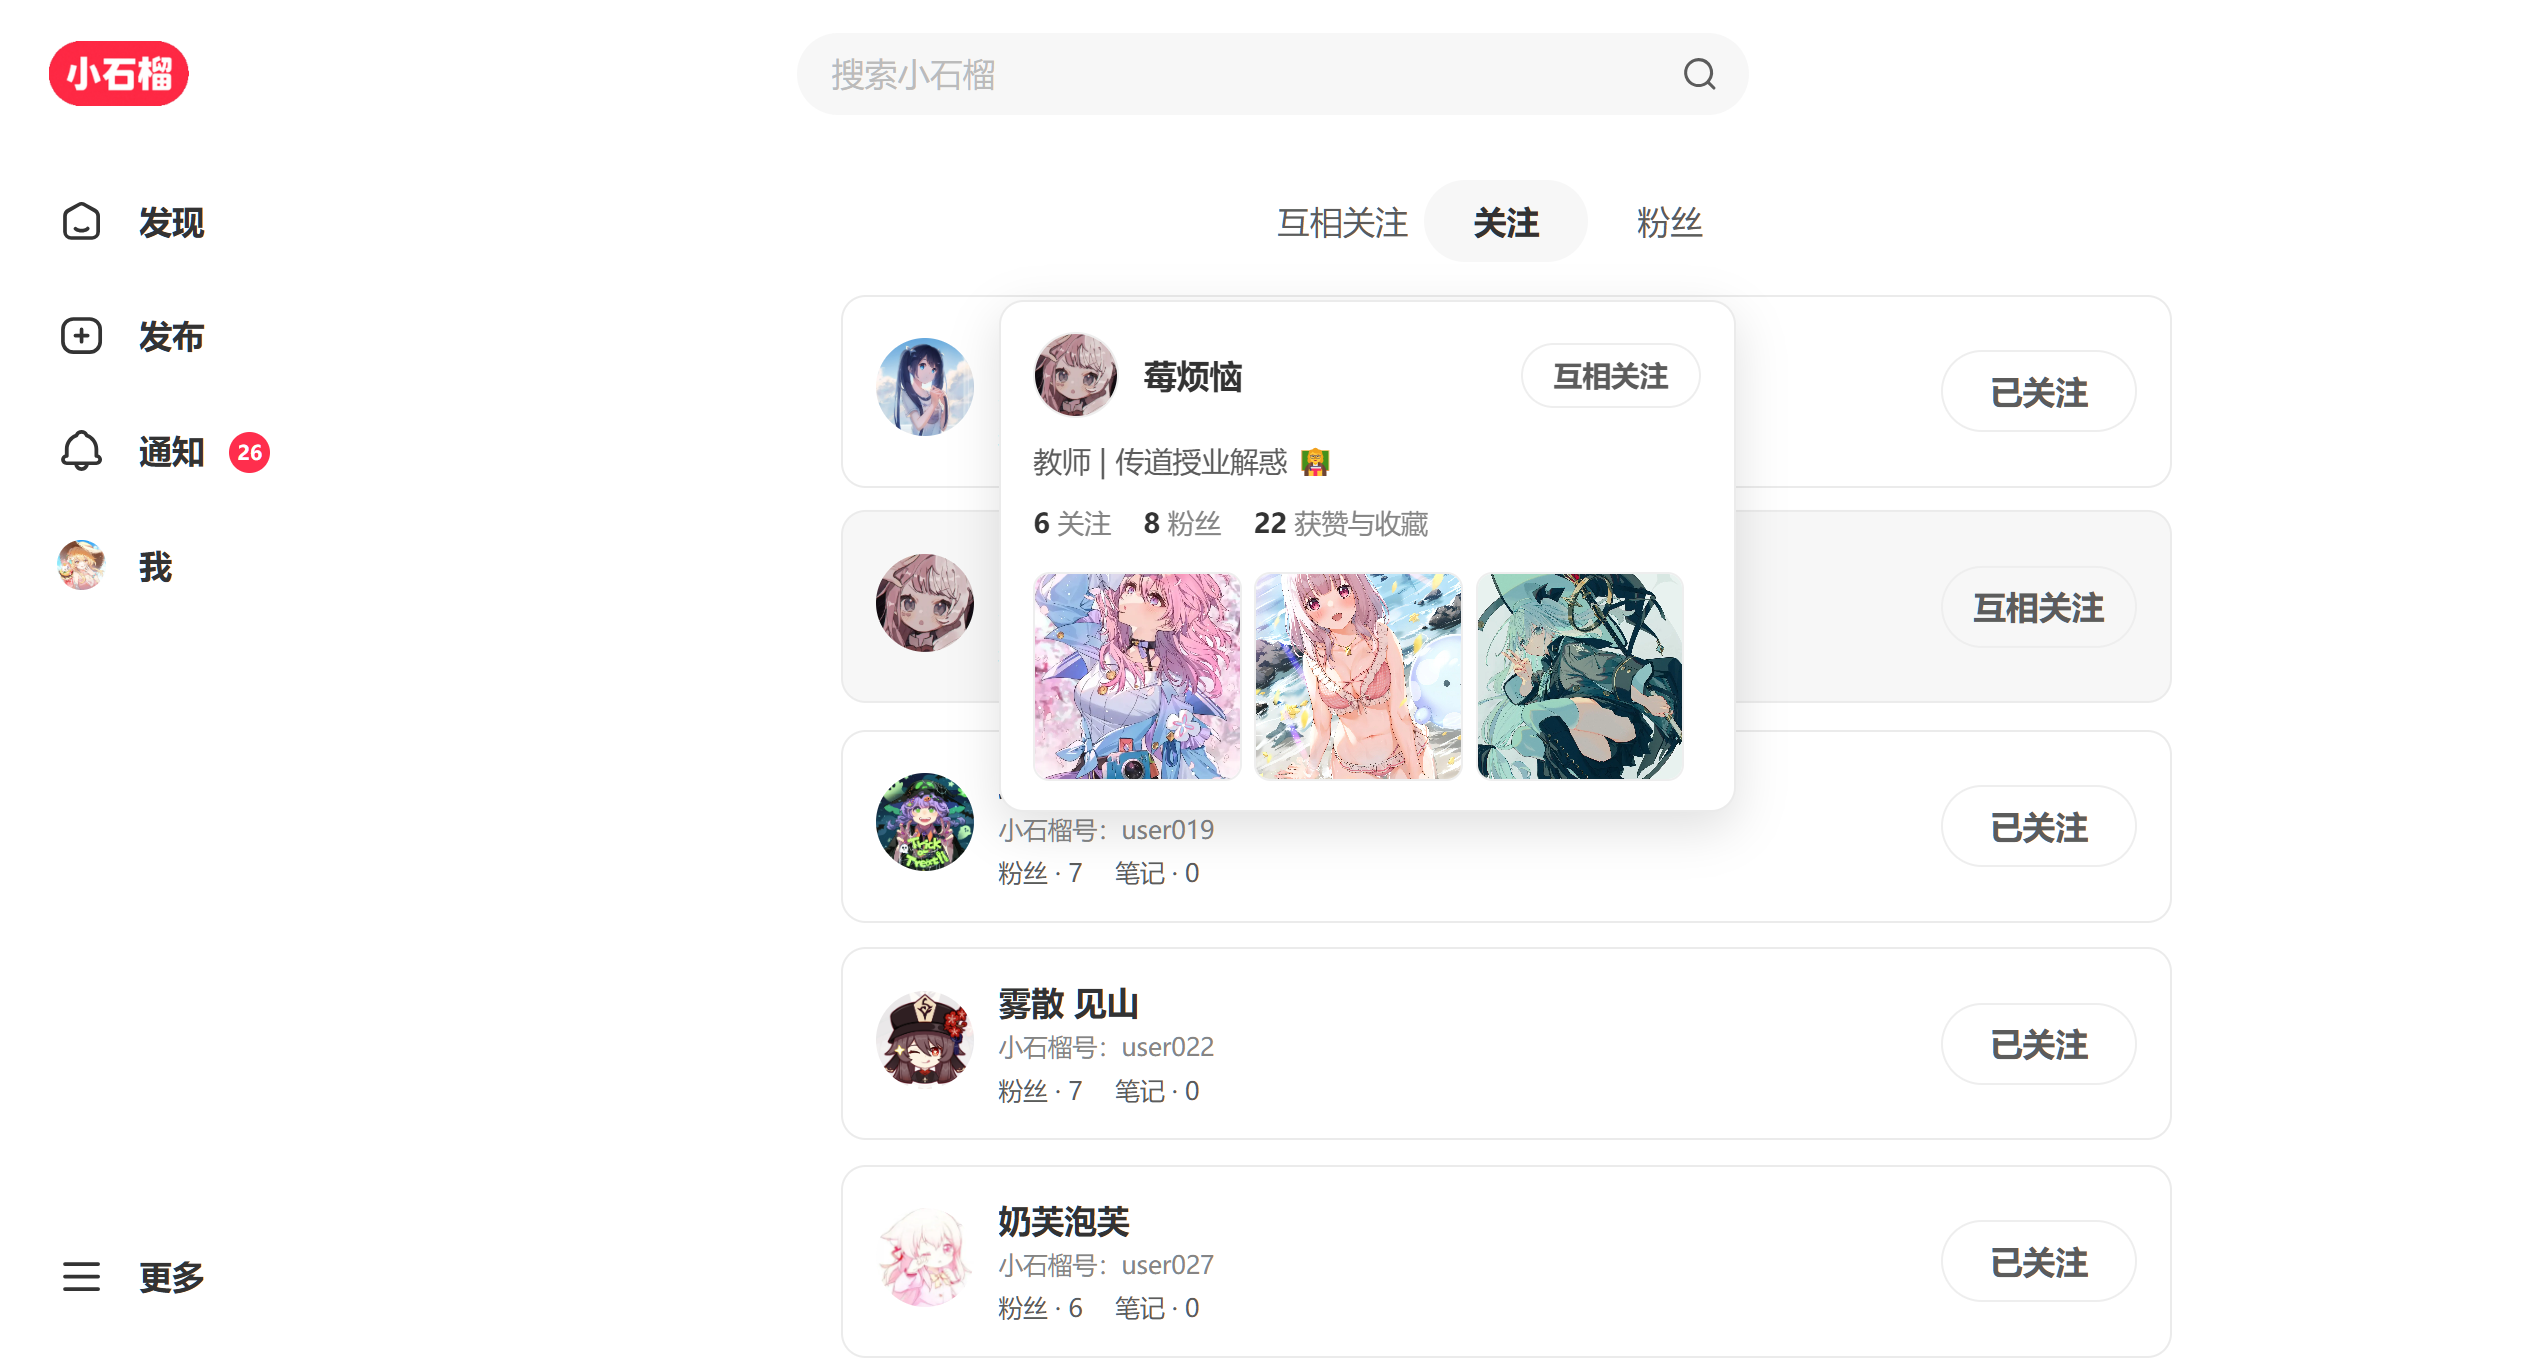 小石榴
搜索小石榴
发现
发布
通知 26
我
更多
互相关注 关注 粉丝
已关注
莓烦恼 互相关注
教师 | 传道授业解惑
6 关注 8 粉丝 22 获赞与收藏
互相关注
Trick or Treat!!
小石榴号：user019
粉丝 · 7 笔记 · 0
已关注
雾散 见山
小石榴号：user022
粉丝 · 7 笔记 · 0
已关注
奶芙泡芙
小石榴号：user027
粉丝 · 6 笔记 · 0
已关注